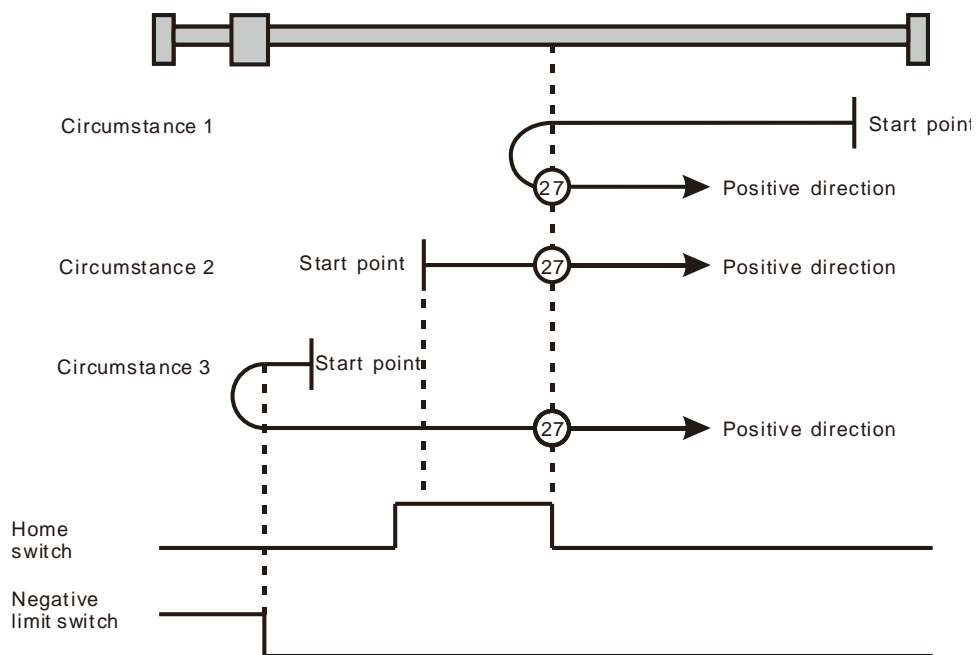 Circumstance 1
Start point
27
Positive direction
Circumstance 2
Start point
27
Positive direction
Circumstance 3
Start point
27
Positive direction
Home
switch
Negative
limit switch